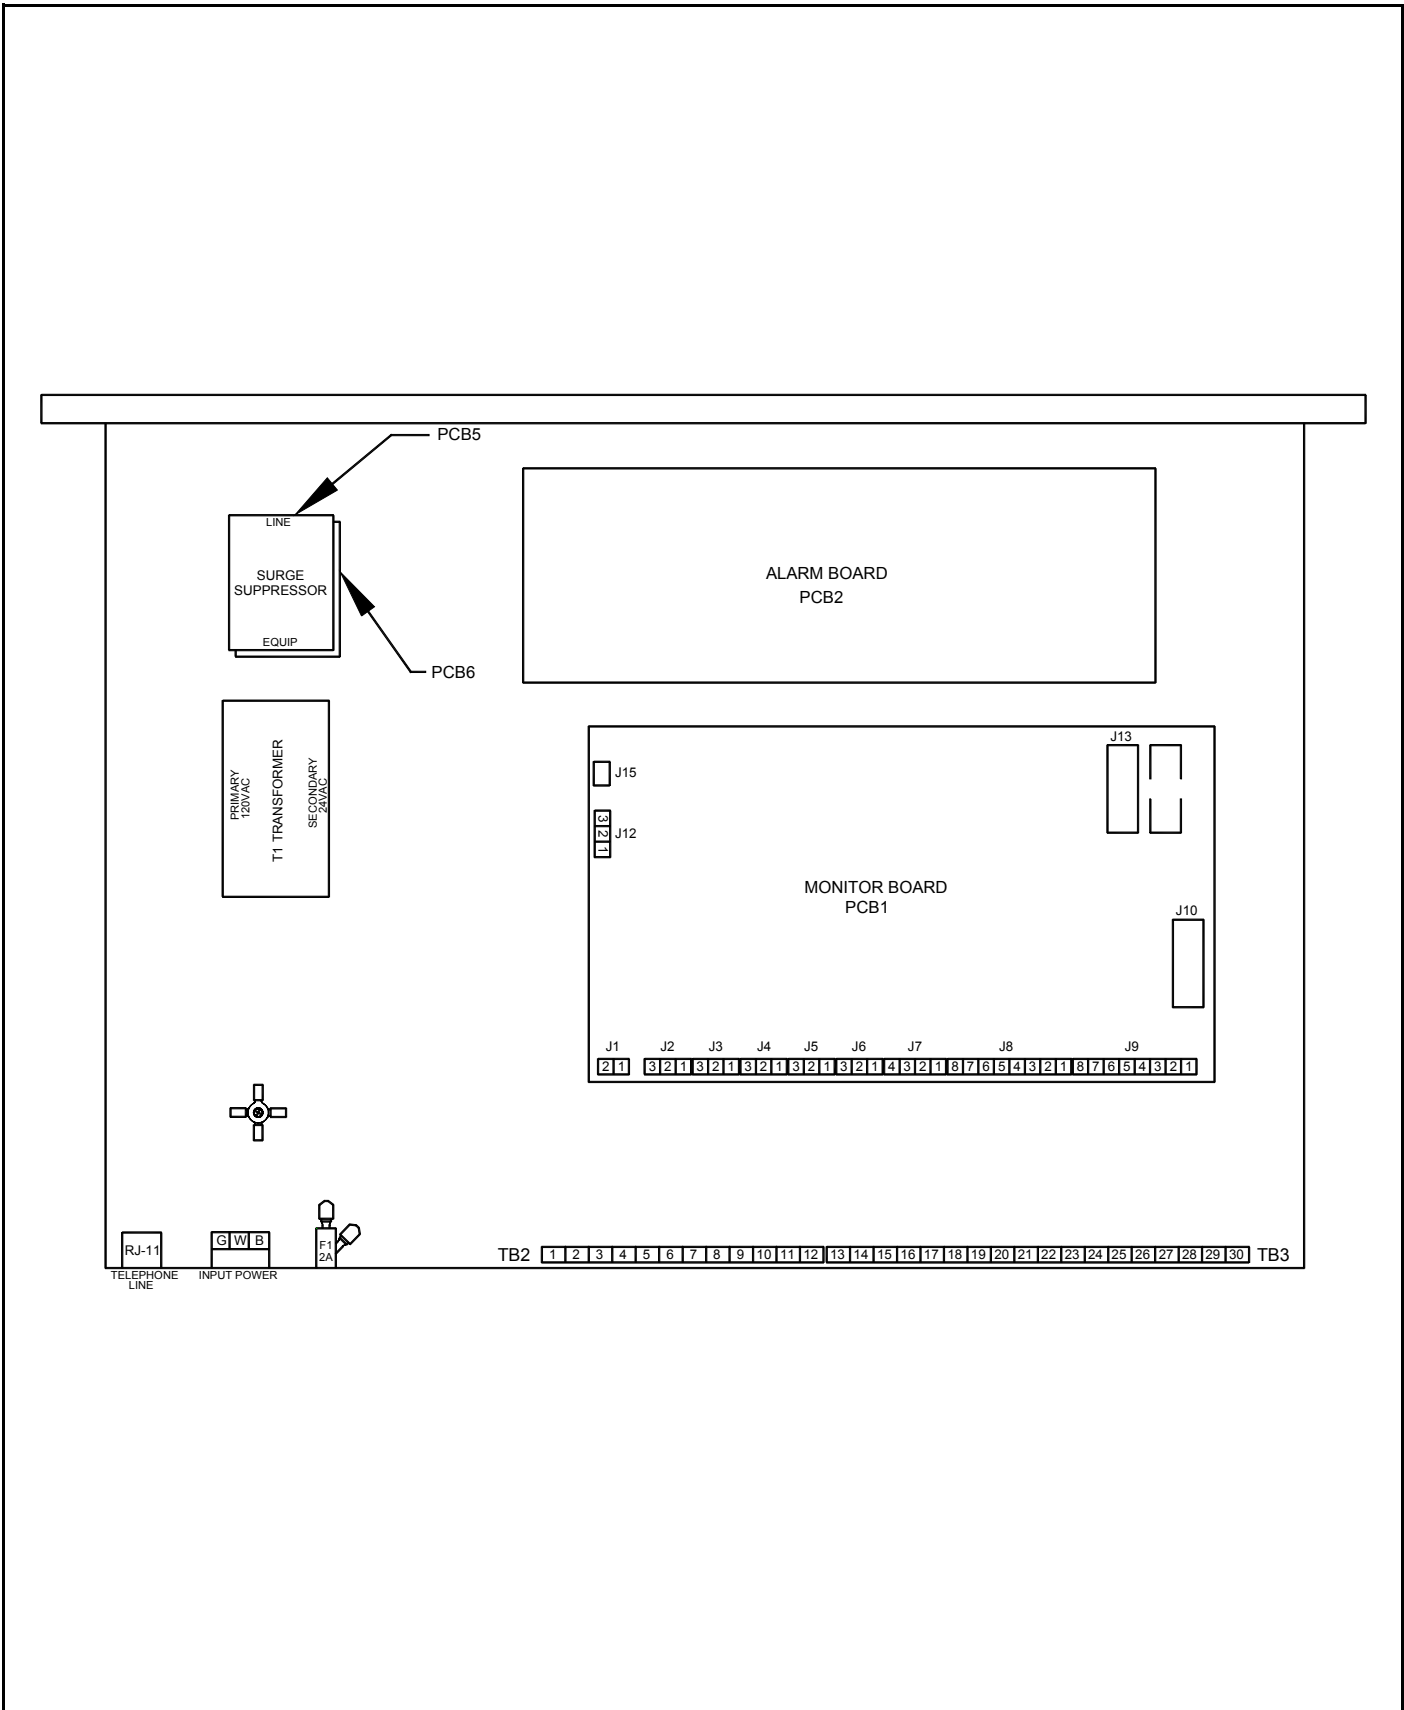 PCB5
LINE
SURGE
SUPPRESSOR
EQUIP
PCB6
ALARM BOARD
PCB2
PRIMARY
120VAC
T1 TRANSFORMER
SECONDARY
24VAC
J13
J15
3
2
1
J12
MONITOR BOARD
PCB1
J10
J1 J2 J3 J4 J5 J6 J7 J8 J9
2 1 3 2 1 3 2 1 3 2 1 3 2 1 3 2 1 4 3 2 1 8 7 6 5 4 3 2 1 8 7 6 5 4 3 2 1
RJ-11
TELEPHONE
LINE
G W B
INPUT POWER
F1
2A
TB2 1 2 3 4 5 6 7 8 9 10 11 12 13 14 15 16 17 18 19 20 21 22 23 24 25 26 27 28 29 30 TB3